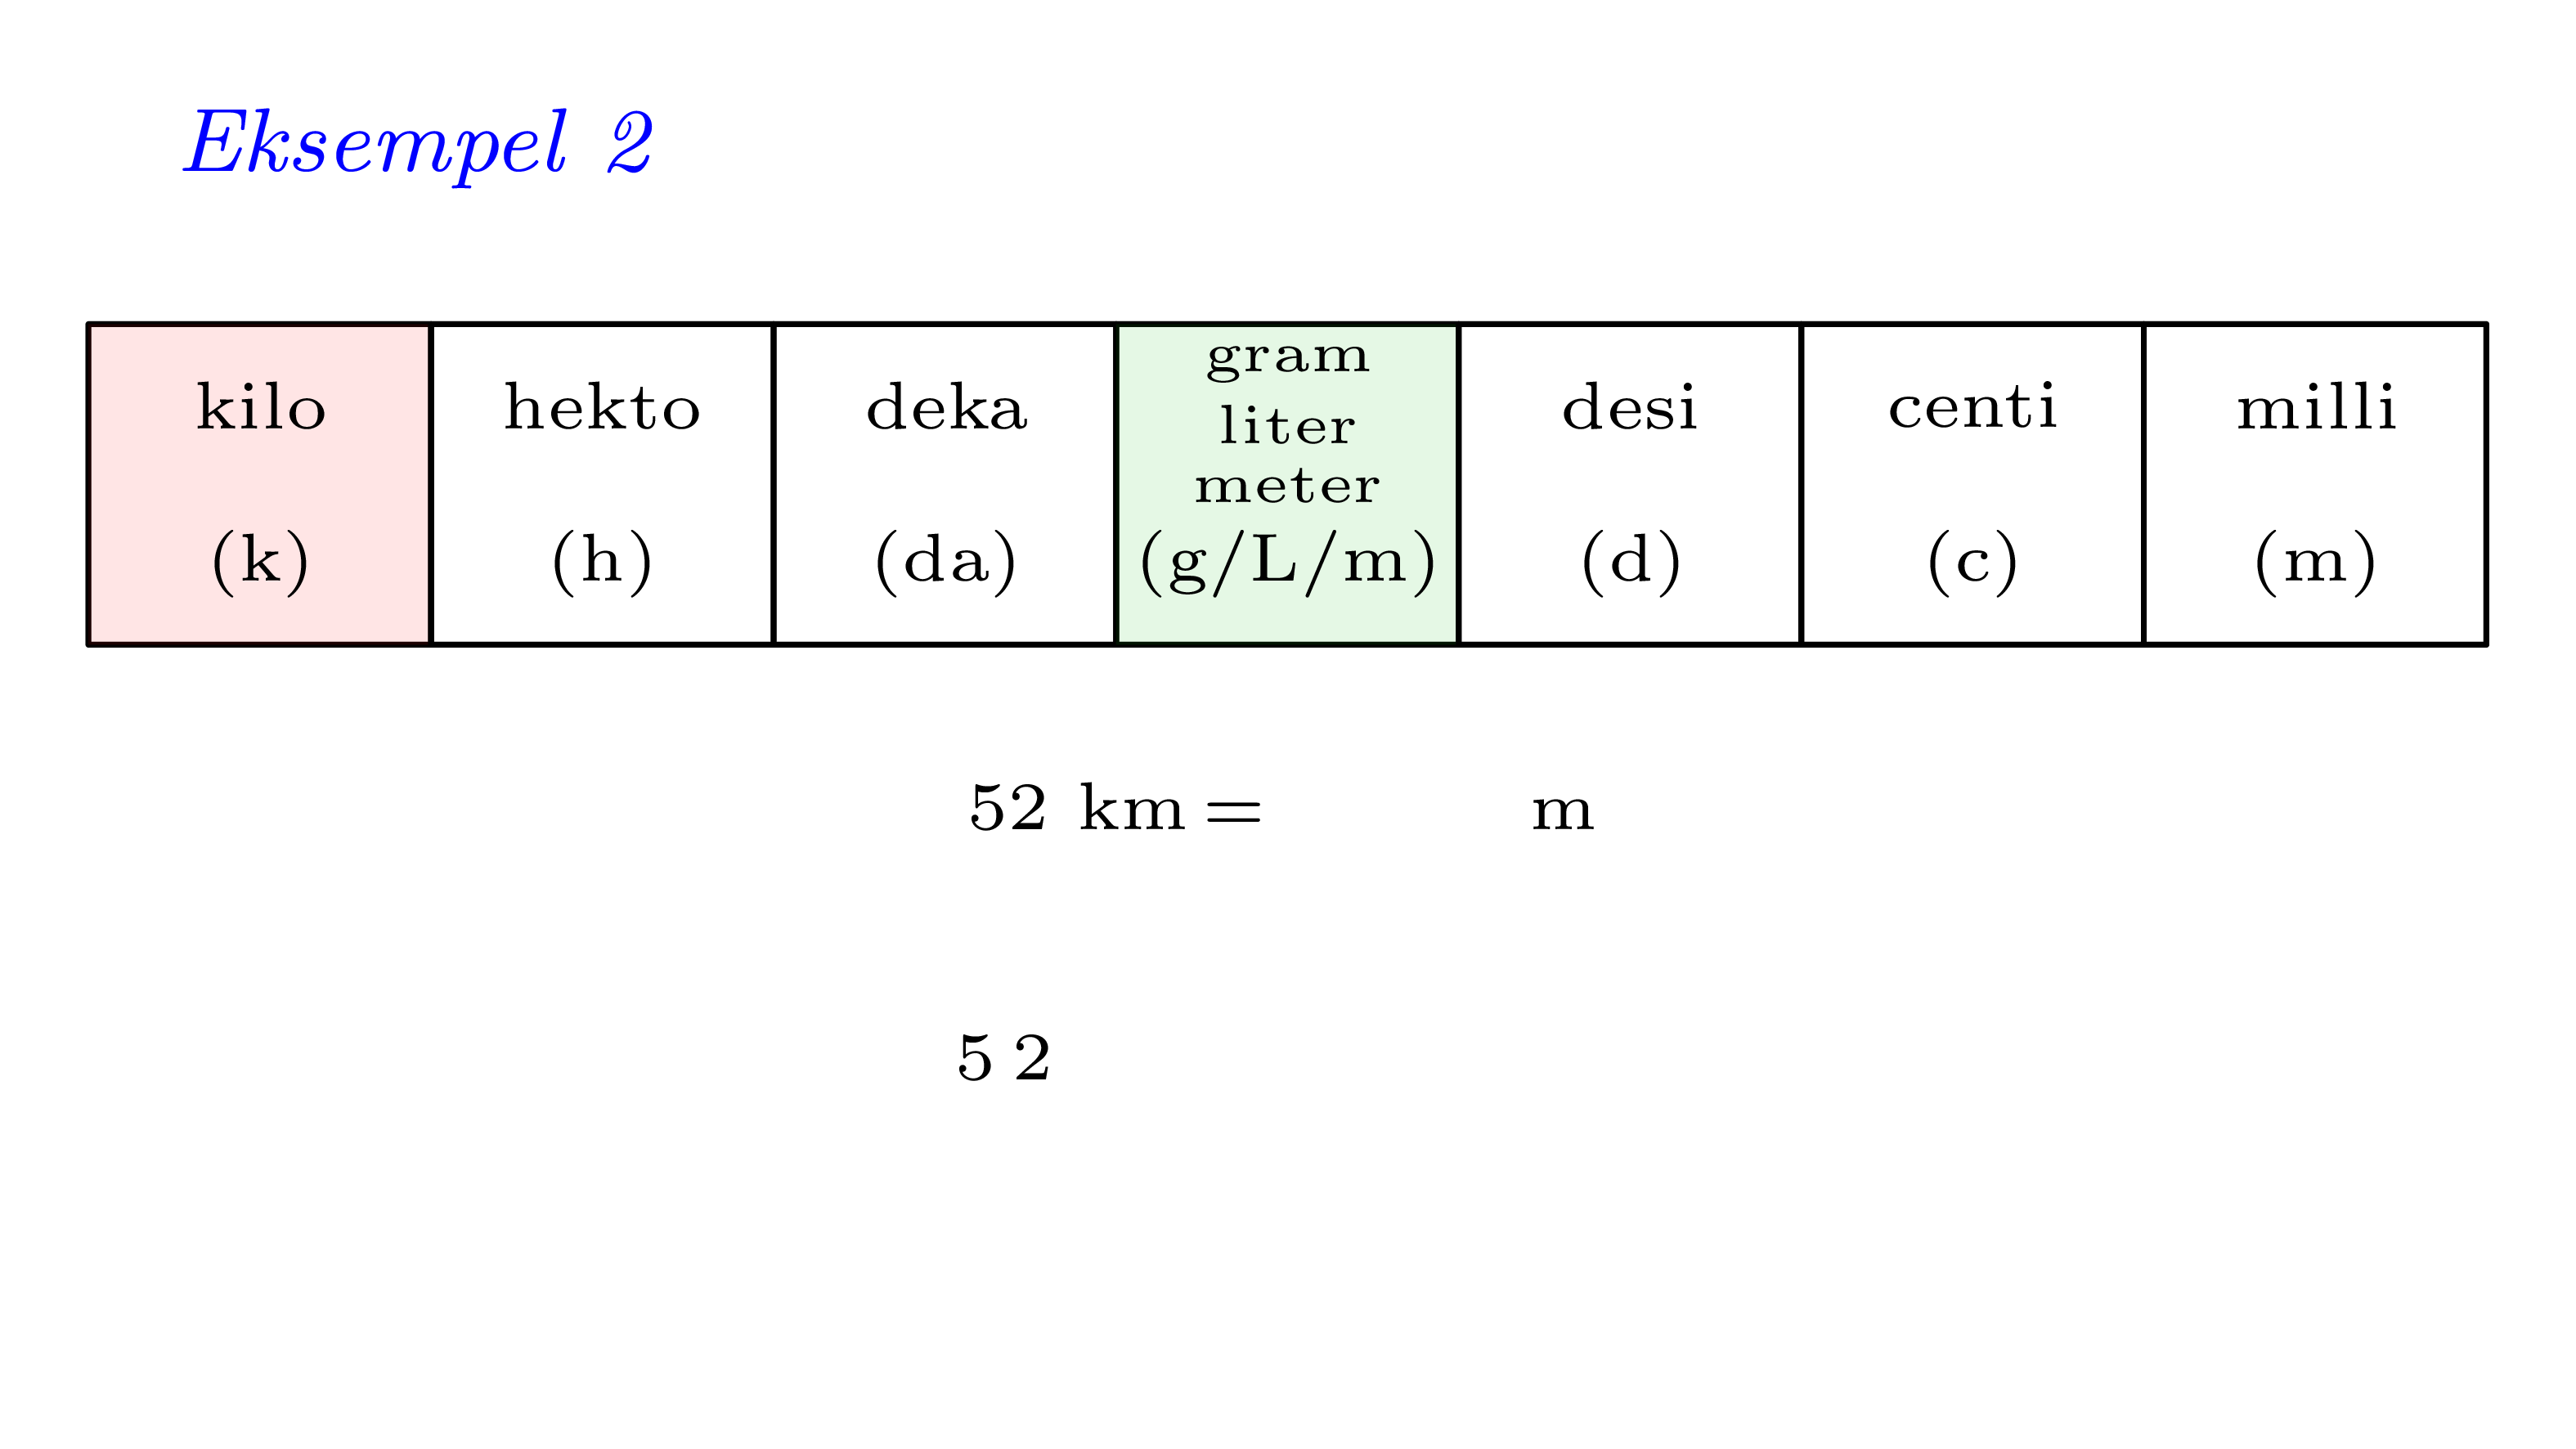 Eksempel 2
kilo hekto deka gram liter meter desi centi milli
(k) (h) (da) (g/L/m) (d) (c) (m)
52 km = m
5 2